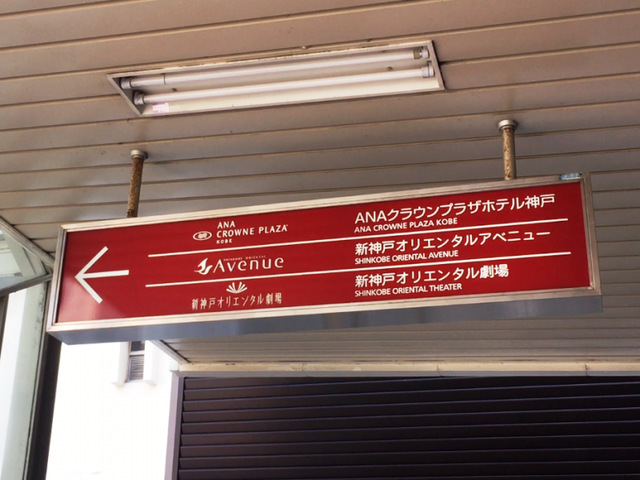 ANA
CROWNE PLAZA
KOBE
ANAクラウンプラザホテル神戸
ANA CROWNE PLAZA KOBE
SHINKOBE ORIENTAL
Avenue
新神戸オリエンタルアベニュー
SHINKOBE ORIENTAL AVENUE
新神戸オリエンタル劇場
新神戸オリエンタル劇場
SHINKOBE ORIENTAL THEATER